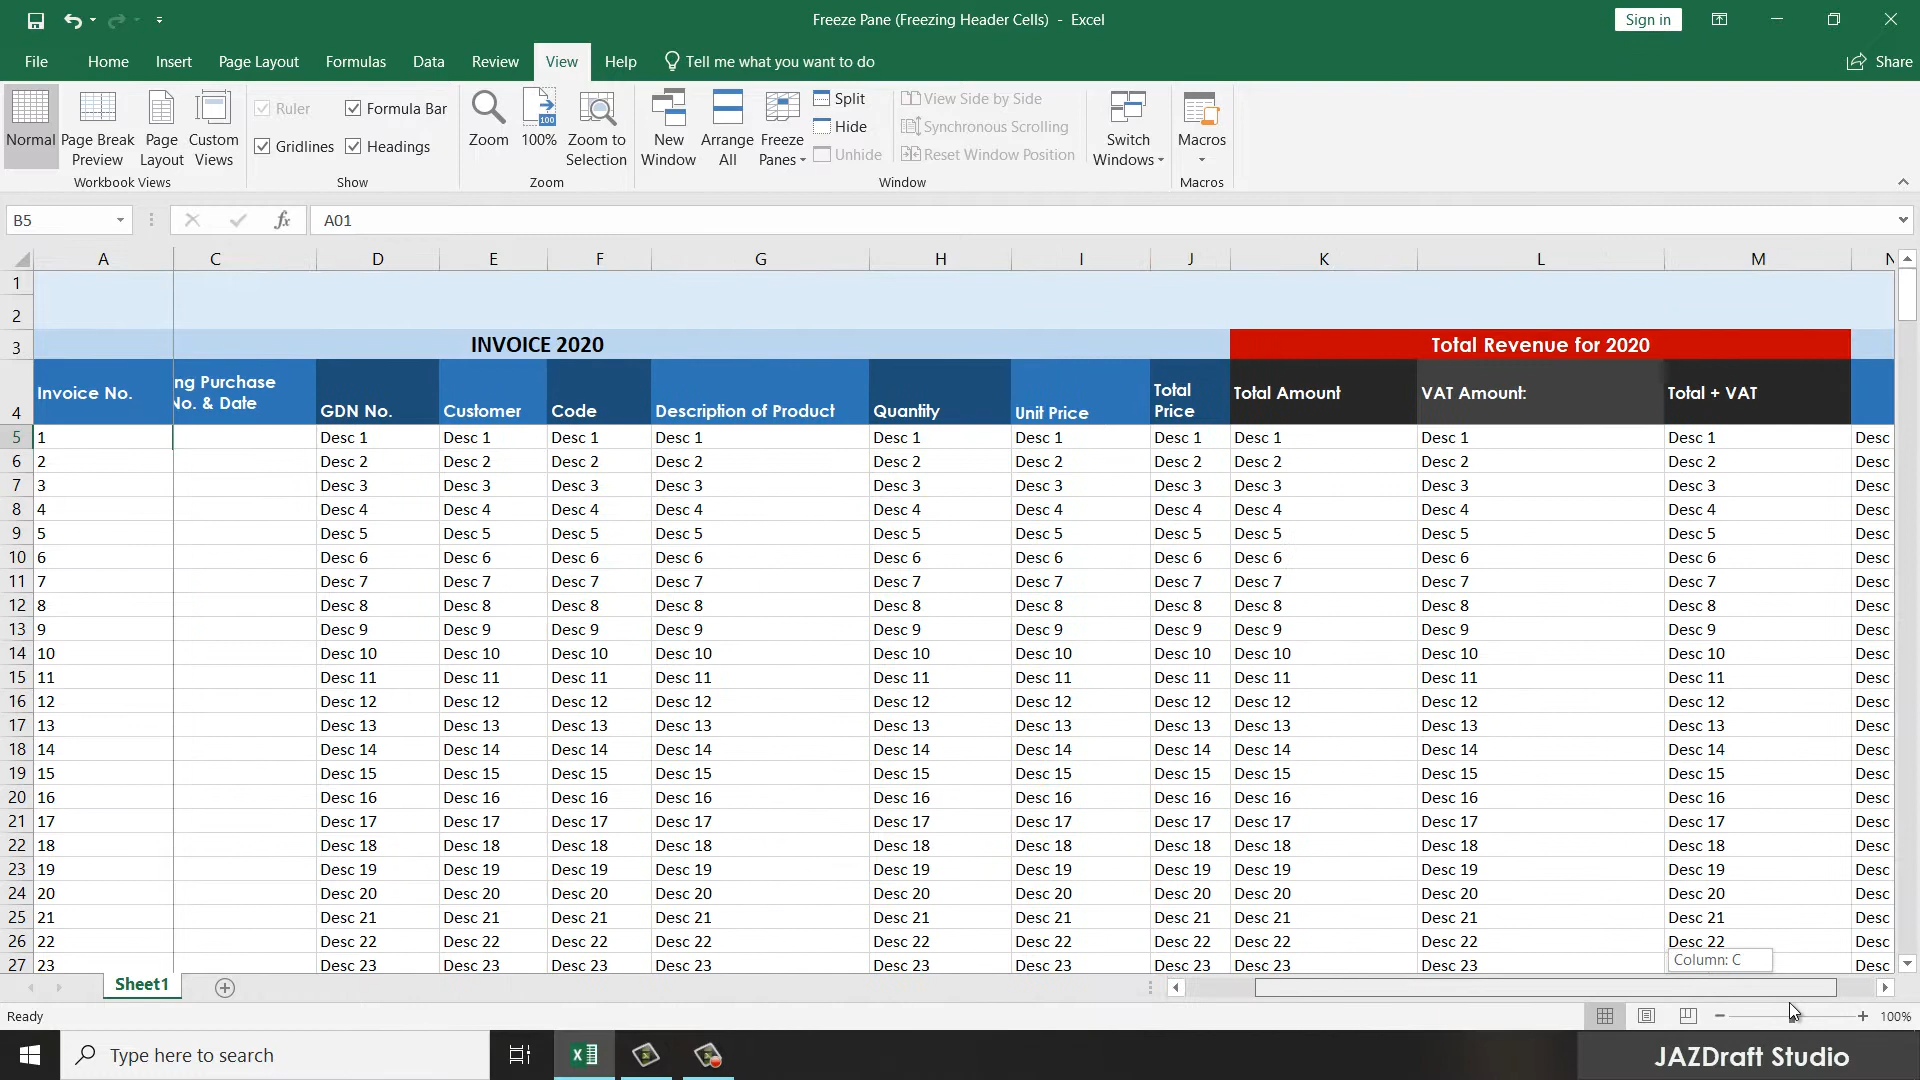 Freeze Pane (Freezing Header Cells) - Excel
Sign in
File Home Insert Page Layout Formulas Data Review View Help Tell me what you want to do Share
Normal Page Break Preview Page Layout Custom Views
Workbook Views
Ruler Formula Bar
Gridlines Headings
Show
Zoom 100% Zoom to Selection
100
Zoom
New Window Arrange All Freeze Panes
Split
Hide
Unhide
View Side by Side
Synchronous Scrolling
Reset Window Position
Window
Switch Windows
Macros
Macros
B5 fx A01
A C D E F G H I J K L M N
1
2
3 INVOICE 2020 Total Revenue for 2020
4 Invoice No. ng Purchase No. & Date GDN No. Customer Code Description of Product Quantity Unit Price Total Price Total Amount VAT Amount: Total + VAT
5 1 Desc 1 Desc 1 Desc 1 Desc 1 Desc 1 Desc 1 Desc 1 Desc 1 Desc 1 Desc 1 Desc
6 2 Desc 2 Desc 2 Desc 2 Desc 2 Desc 2 Desc 2 Desc 2 Desc 2 Desc 2 Desc 2 Desc
7 3 Desc 3 Desc 3 Desc 3 Desc 3 Desc 3 Desc 3 Desc 3 Desc 3 Desc 3 Desc 3 Desc
8 4 Desc 4 Desc 4 Desc 4 Desc 4 Desc 4 Desc 4 Desc 4 Desc 4 Desc 4 Desc 4 Desc
9 5 Desc 5 Desc 5 Desc 5 Desc 5 Desc 5 Desc 5 Desc 5 Desc 5 Desc 5 Desc 5 Desc
10 6 Desc 6 Desc 6 Desc 6 Desc 6 Desc 6 Desc 6 Desc 6 Desc 6 Desc 6 Desc 6 Desc
11 7 Desc 7 Desc 7 Desc 7 Desc 7 Desc 7 Desc 7 Desc 7 Desc 7 Desc 7 Desc 7 Desc
12 8 Desc 8 Desc 8 Desc 8 Desc 8 Desc 8 Desc 8 Desc 8 Desc 8 Desc 8 Desc 8 Desc
13 9 Desc 9 Desc 9 Desc 9 Desc 9 Desc 9 Desc 9 Desc 9 Desc 9 Desc 9 Desc 9 Desc
14 10 Desc 10 Desc 10 Desc 10 Desc 10 Desc 10 Desc 10 Desc 10 Desc 10 Desc 10 Desc 10 Desc
15 11 Desc 11 Desc 11 Desc 11 Desc 11 Desc 11 Desc 11 Desc 11 Desc 11 Desc 11 Desc 11 Desc
16 12 Desc 12 Desc 12 Desc 12 Desc 12 Desc 12 Desc 12 Desc 12 Desc 12 Desc 12 Desc 12 Desc
17 13 Desc 13 Desc 13 Desc 13 Desc 13 Desc 13 Desc 13 Desc 13 Desc 13 Desc 13 Desc 13 Desc
18 14 Desc 14 Desc 14 Desc 14 Desc 14 Desc 14 Desc 14 Desc 14 Desc 14 Desc 14 Desc 14 Desc
19 15 Desc 15 Desc 15 Desc 15 Desc 15 Desc 15 Desc 15 Desc 15 Desc 15 Desc 15 Desc 15 Desc
20 16 Desc 16 Desc 16 Desc 16 Desc 16 Desc 16 Desc 16 Desc 16 Desc 16 Desc 16 Desc 16 Desc
21 17 Desc 17 Desc 17 Desc 17 Desc 17 Desc 17 Desc 17 Desc 17 Desc 17 Desc 17 Desc 17 Desc
22 18 Desc 18 Desc 18 Desc 18 Desc 18 Desc 18 Desc 18 Desc 18 Desc 18 Desc 18 Desc 18 Desc
23 19 Desc 19 Desc 19 Desc 19 Desc 19 Desc 19 Desc 19 Desc 19 Desc 19 Desc 19 Desc 19 Desc
24 20 Desc 20 Desc 20 Desc 20 Desc 20 Desc 20 Desc 20 Desc 20 Desc 20 Desc 20 Desc 20 Desc
25 21 Desc 21 Desc 21 Desc 21 Desc 21 Desc 21 Desc 21 Desc 21 Desc 21 Desc 21 Desc 21 Desc
26 22 Desc 22 Desc 22 Desc 22 Desc 22 Desc 22 Desc 22 Desc 22 Desc 22 Desc 22 Desc 22 Desc
27 23 Desc 23 Desc 23 Desc 23 Desc 23 Desc 23 Desc 23 Desc 23 Desc 23 Desc 23 Desc
Column: C
Sheet1
Ready 100%
Type here to search
JAZDraft Studio